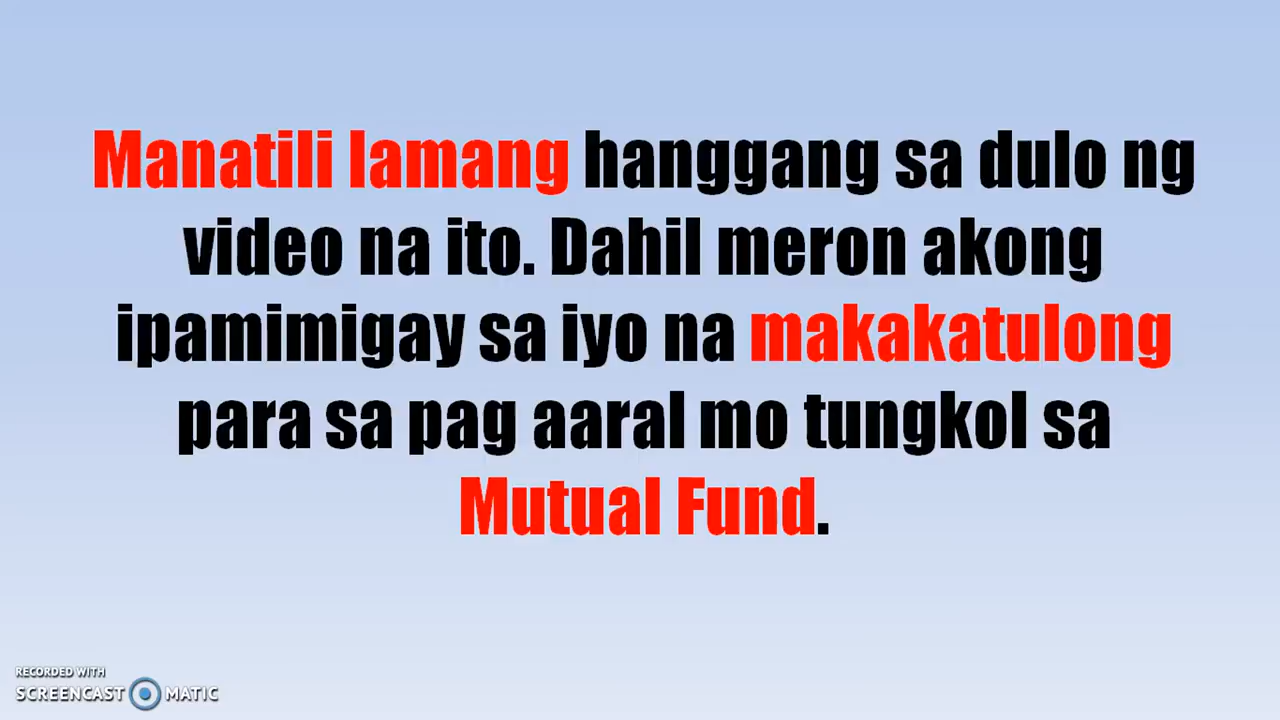 Manatili lamang hanggang sa dulo ng
video na ito. Dahil meron akong
ipamimigay sa iyo na makakatulong
para sa pag aaral mo tungkol sa
Mutual Fund.
RECORDED WITH
SCREENCAST MATIC